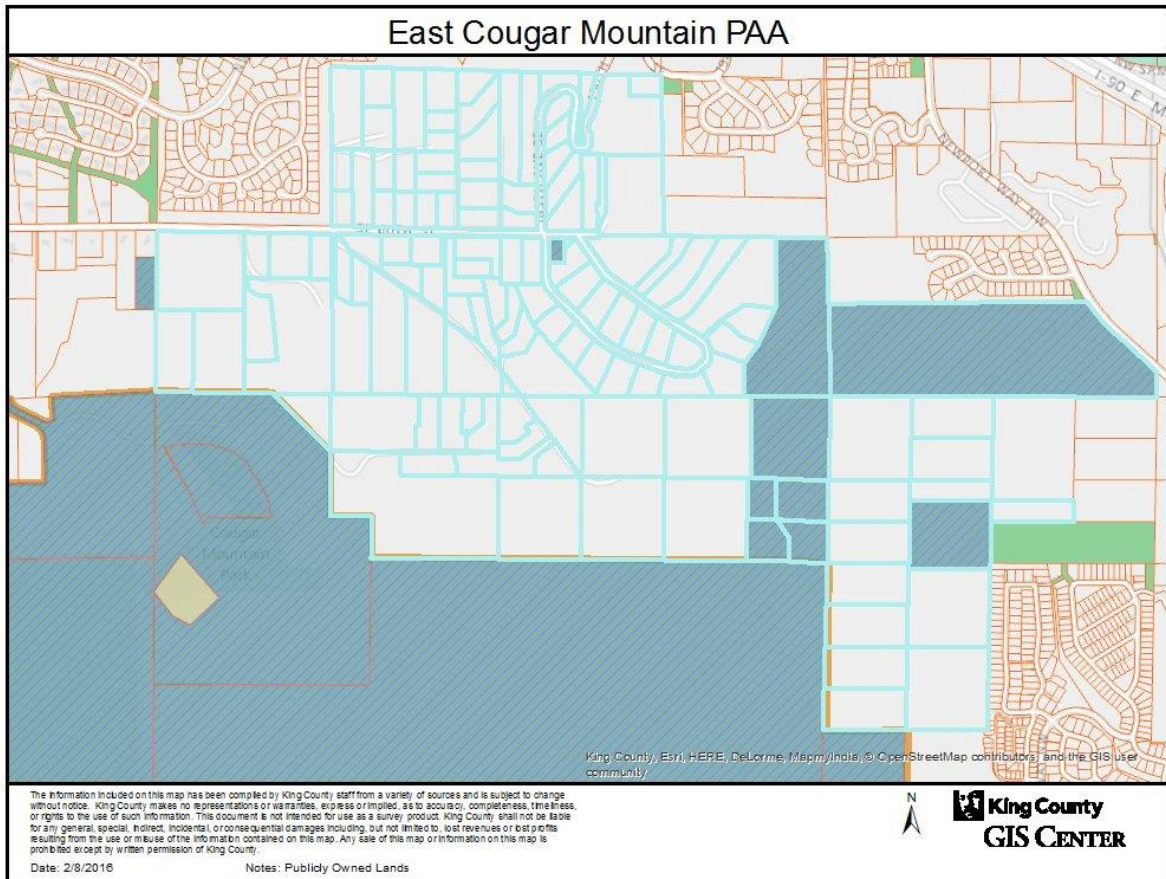 East Cougar Mountain PAA
I-90 E M
NEWPORT WAY NW
Cougar
Mountain
Park
King County, Esri, HERE, DeLorme, MapmyIndia, © OpenStreetMap contributors, and the GIS user
community
The information included on this map has been compiled by King County staff from a variety of sources and is subject to change
without notice. King County makes no representations or warranties, express or implied, as to accuracy, completeness, timeliness,
or rights to the use of such information. This document is not intended for use as a survey product. King County shall not be liable
for any general, special, indirect, incidental, or consequential damages including, but not limited to, lost revenues or lost profits
resulting from the use or misuse of the information contained on this map. Any sale of this map or information on this map is
prohibited except by written permission of King County.
Date: 2/8/2016
Notes: Publicly Owned Lands
N
King County
GIS CENTER